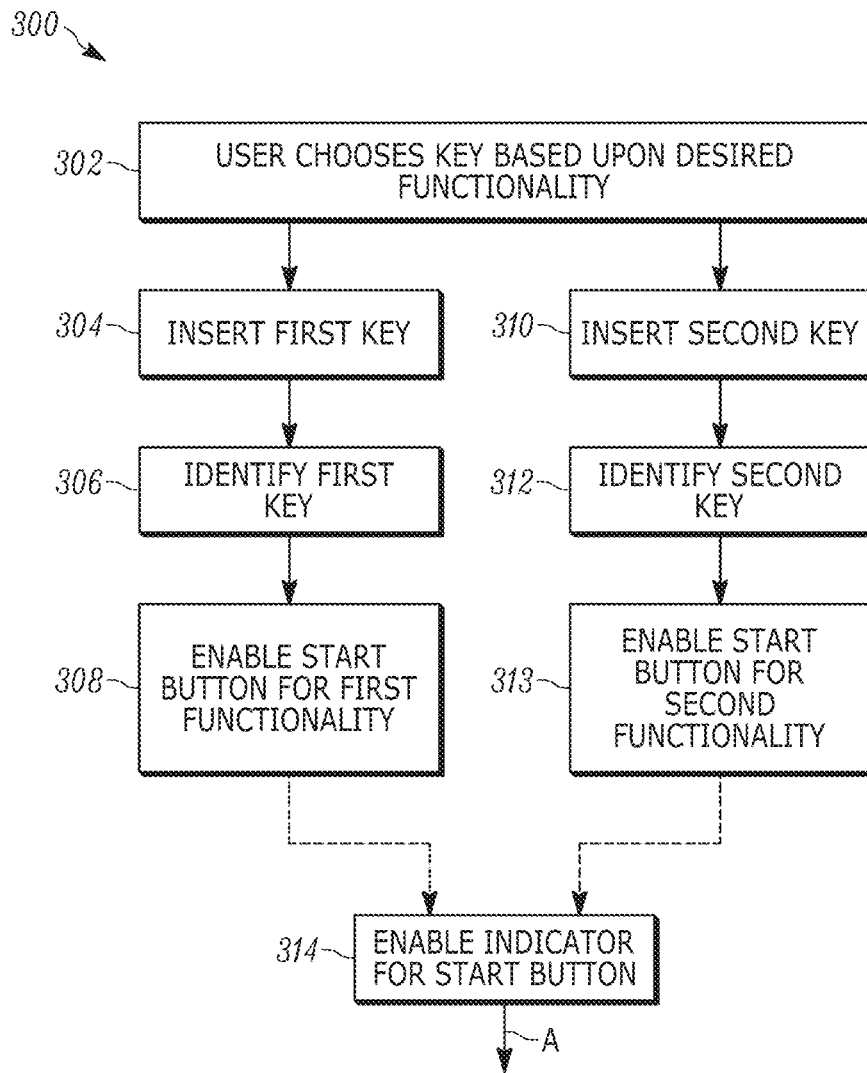 300
302
USER CHOOSES KEY BASED UPON DESIRED
FUNCTIONALITY
304
INSERT FIRST KEY
310
INSERT SECOND KEY
306
IDENTIFY FIRST
KEY
312
IDENTIFY SECOND
KEY
308
ENABLE START
BUTTON FOR FIRST
FUNCTIONALITY
313
ENABLE START
BUTTON FOR
SECOND
FUNCTIONALITY
314
ENABLE INDICATOR
FOR START BUTTON
A